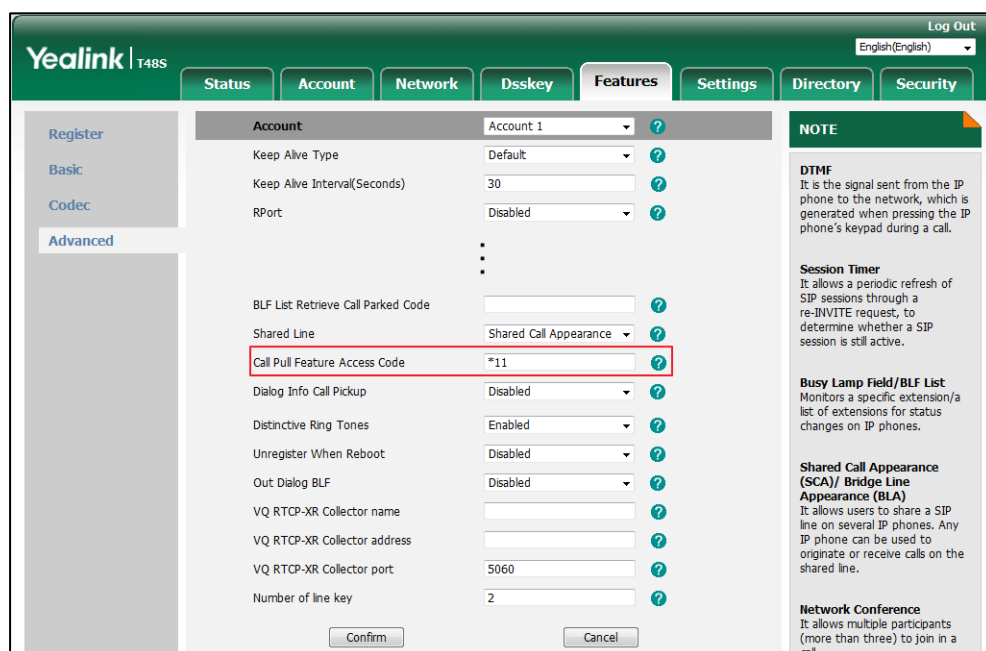 Log Out
Yealink T48S
English(English)
Status Account Network Dsskey Features Settings Directory Security
Register
Basic
Codec
Advanced
Account Account 1 ?
Keep Alive Type Default ?
Keep Alive Interval(Seconds) 30 ?
RPort Disabled ?
BLF List Retrieve Call Parked Code ?
Shared Line Shared Call Appearance ?
Call Pull Feature Access Code *11 ?
Dialog Info Call Pickup Disabled ?
Distinctive Ring Tones Enabled ?
Unregister When Reboot Disabled ?
Out Dialog BLF Disabled ?
VQ RTCP-XR Collector name ?
VQ RTCP-XR Collector address ?
VQ RTCP-XR Collector port 5060 ?
Number of line key 2 ?
Confirm Cancel
NOTE
DTMF
It is the signal sent from the IP
phone to the network, which is
generated when pressing the IP
phone's keypad during a call.
Session Timer
It allows a periodic refresh of
SIP sessions through a
re-INVITE request, to
determine whether a SIP
session is still active.
Busy Lamp Field/BLF List
Monitors a specific extension/a
list of extensions for status
changes on IP phones.
Shared Call Appearance
(SCA)/ Bridge Line
Appearance (BLA)
It allows users to share a SIP
line on several IP phones. Any
IP phone can be used to
originate or receive calls on the
shared line.
Network Conference
It allows multiple participants
(more than three) to join in a